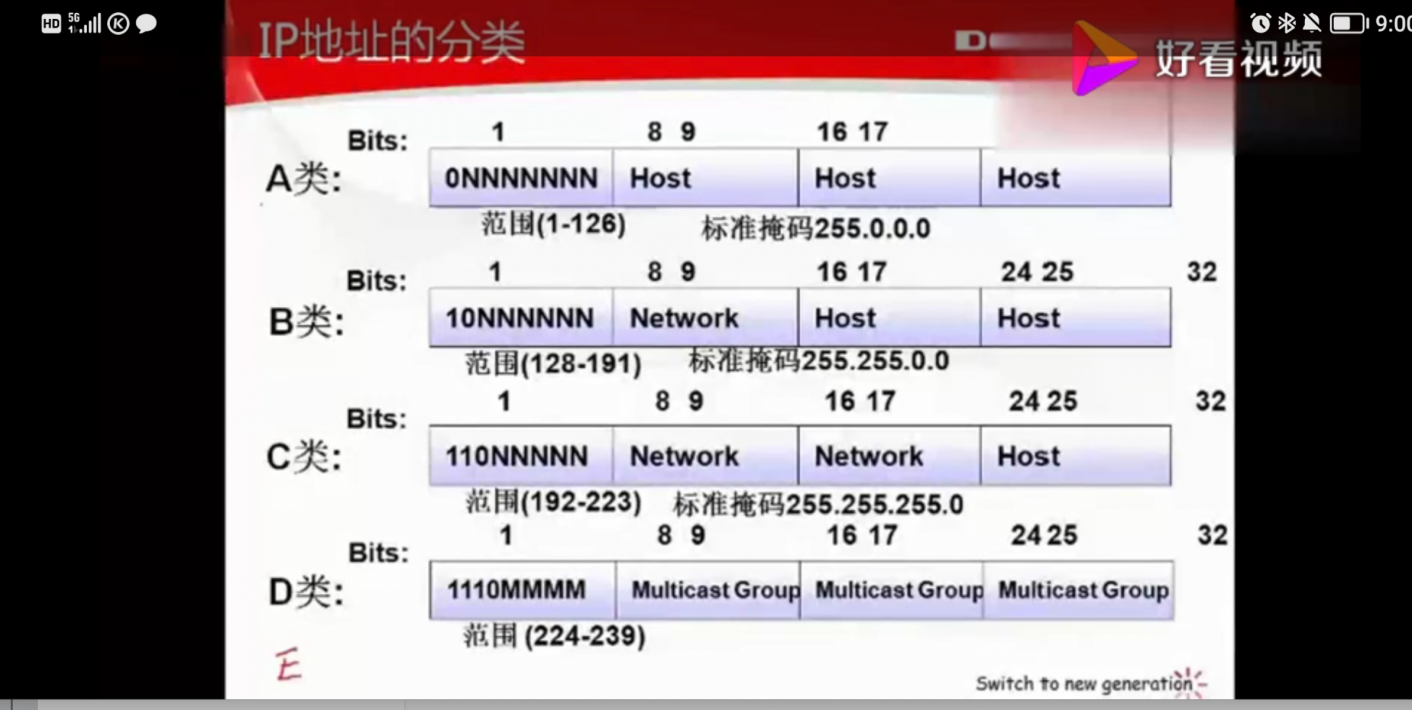 HD 5G K 9:00
IP地址的分类
D
好看视频
Bits: 1 8 9 16 17
A类: 0NNNNNNN Host Host Host
范围(1-126) 标准掩码255.0.0.0
Bits: 1 8 9 16 17 24 25 32
B类: 10NNNNNN Network Host Host
范围(128-191) 标准掩码255.255.0.0
Bits: 1 8 9 16 17 24 25 32
C类: 110NNNNN Network Network Host
范围(192-223) 标准掩码255.255.255.0
Bits: 1 8 9 16 17 24 25 32
D类: 1110MMMM Multicast Group Multicast Group Multicast Group
范围 (224-239)
E
Switch to new generation